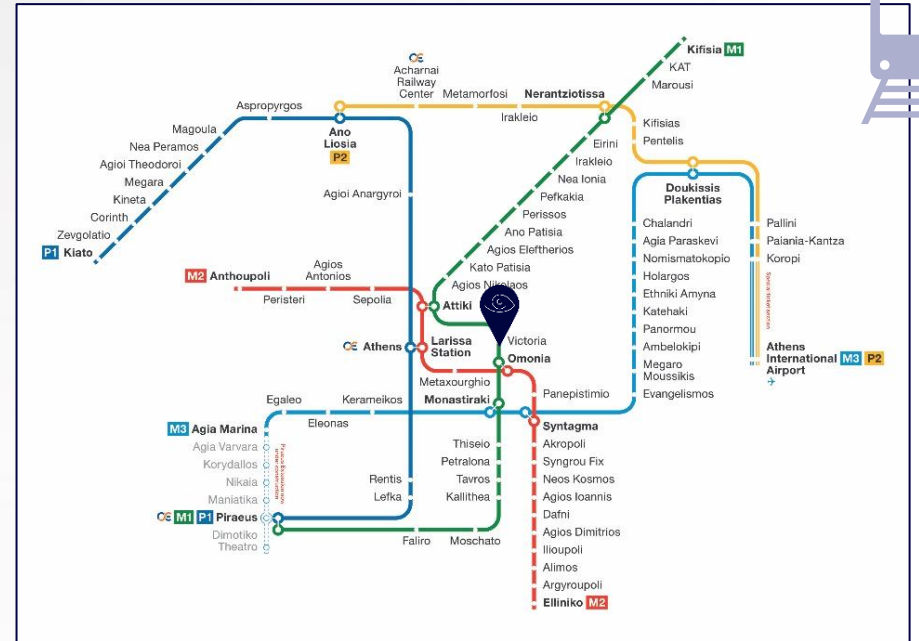 Kifisia M1
KAT
Marousi
Acharnai
Railway
Center
Metamorfosi
Nerantziotissa
Irakleio
Aspropyrgos
Magoula
Nea Peramos
Agioi Theodoroi
Megara
Kineta
Corinth
Zevgolatio
P1 Kiato
Ano
Liosia
P2
Agioi Anargyroi
Kifisias
Pentelis
Eirini
Irakleio
Nea Ionia
Pefkakia
Perissos
Ano Patisia
Agios Eleftherios
Kato Patisia
Agios Nikolaos
Doukissis
Plakentias
Chalandri
Agia Paraskevi
Nomismatokopio
Holargos
Ethniki Amyna
Katehaki
Panormou
Ambelokipi
Megaro
Moussikis
Evangelismos
Pallini
Paiania-Kantza
Koropi
Athens
International
Airport
M3 P2
M2 Anthoupoli
Agios
Antonios
Peristeri
Sepolia
Attiki
Athens
Larissa
Station
Victoria
Omonia
Metaxourghio
Panepistimio
Monastiraki
Egaleo
Kerameikos
Eleonas
M3 Agia Marina
Agia Varvara
Korydallos
Nikaia
Maniatika
M1 P1 Piraeus
Dimotiko
Theatro
Rentis
Lefka
Thiseio
Petralona
Tavros
Kallithea
Faliro
Moschato
Syntagma
Akropoli
Syngrou Fix
Neos Kosmos
Agios Ioannis
Dafni
Agios Dimitrios
Ilioupoli
Alimos
Argyroupoli
Elliniko M2